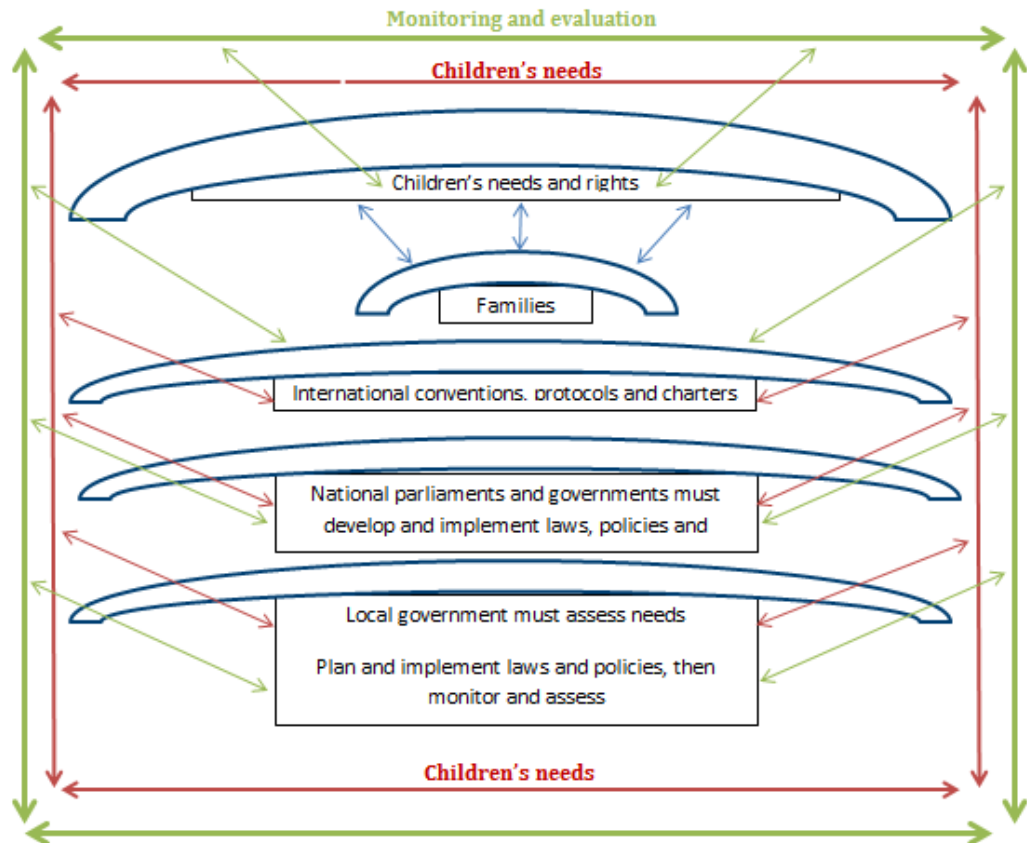 Monitoring and evaluation
Children's needs
Children's needs and rights
Families
International conventions, protocols and charters
National parliaments and governments must
develop and implement laws, policies and
Local government must assess needs
Plan and implement laws and policies, then
monitor and assess
Children's needs